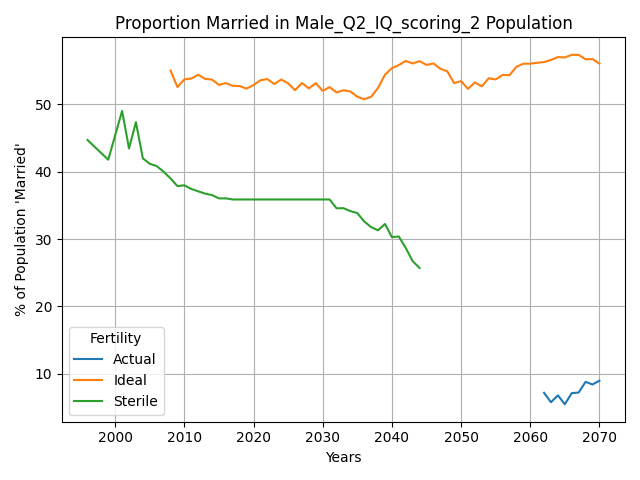 Proportion Married in Male_Q2_IQ_scoring_2 Population
% of Population 'Married'
50
40
30
20
10
Fertility
Actual
Ideal
Sterile
2000 2010 2020 2030 2040 2050 2060 2070
Years